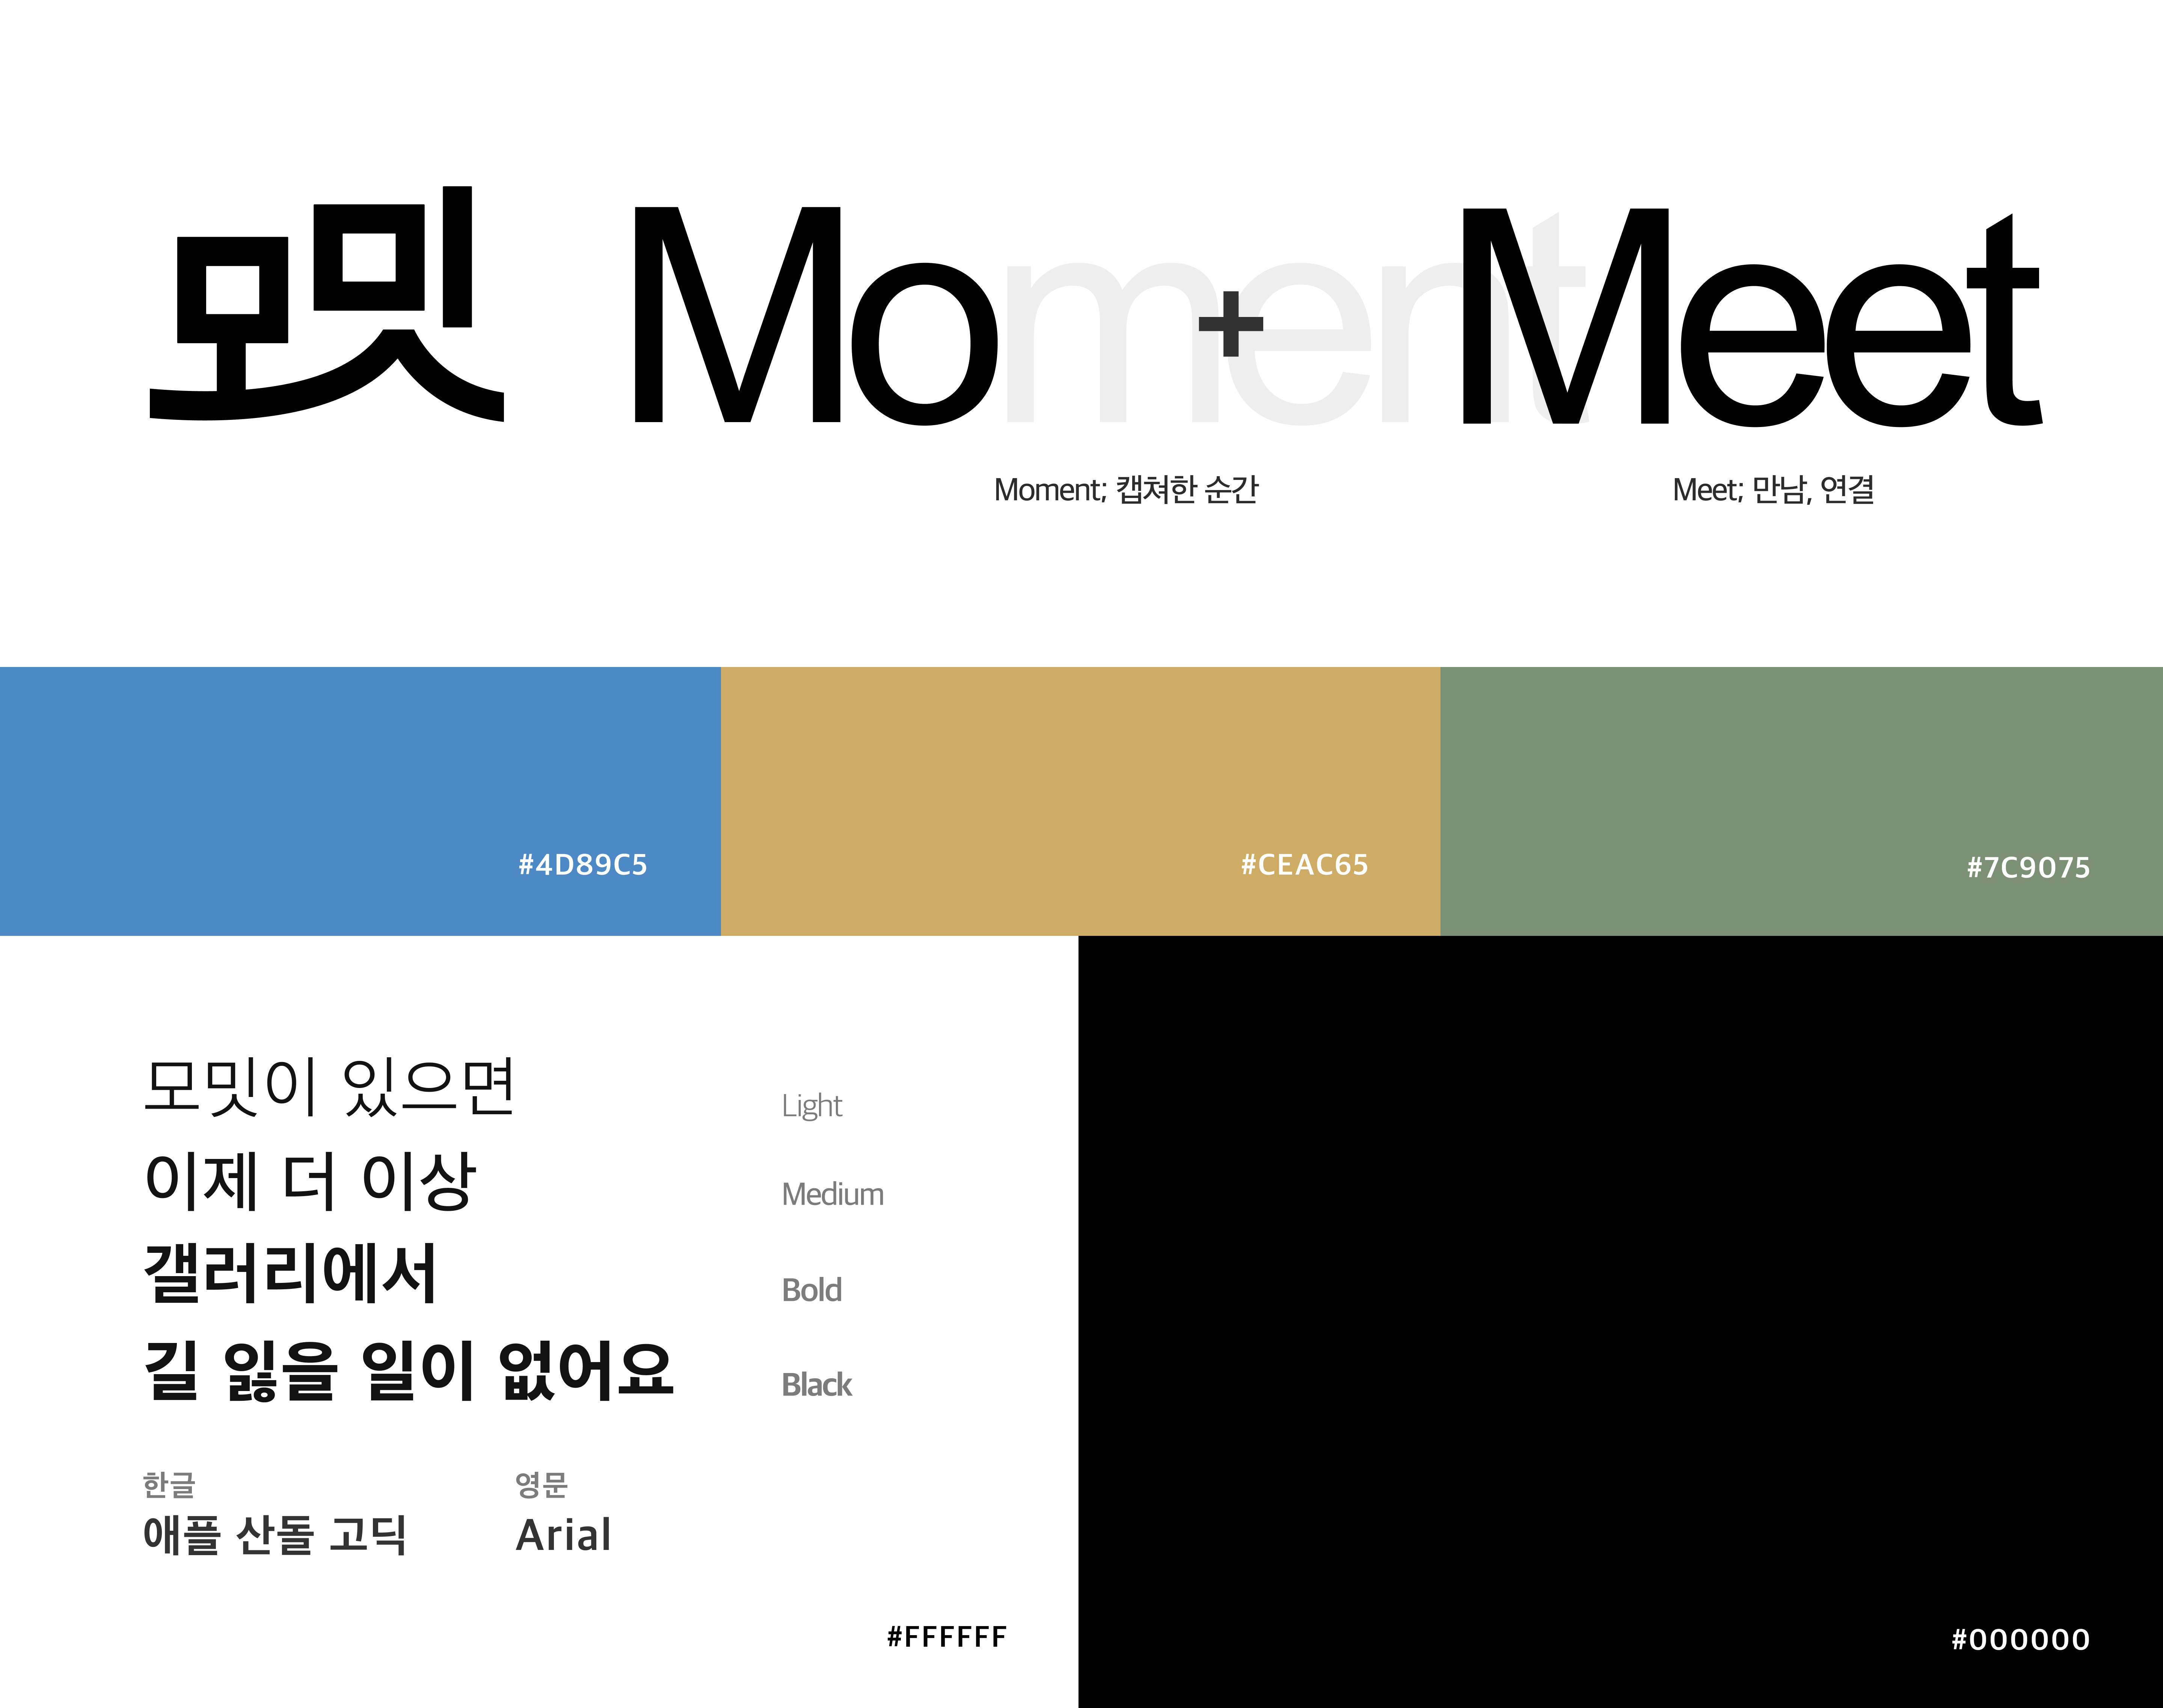 모밋 Moment + Meet
Moment; 캡쳐한 순간
Meet; 만남, 연결
#4D89C5
#CEAC65
#7C9075
모밋이 있으면 Light
이제 더 이상 Medium
갤러리에서 Bold
길 잃을 일이 없어요 Black
한글
애플 산돌 고딕
영문
Arial
#FFFFFF
#000000